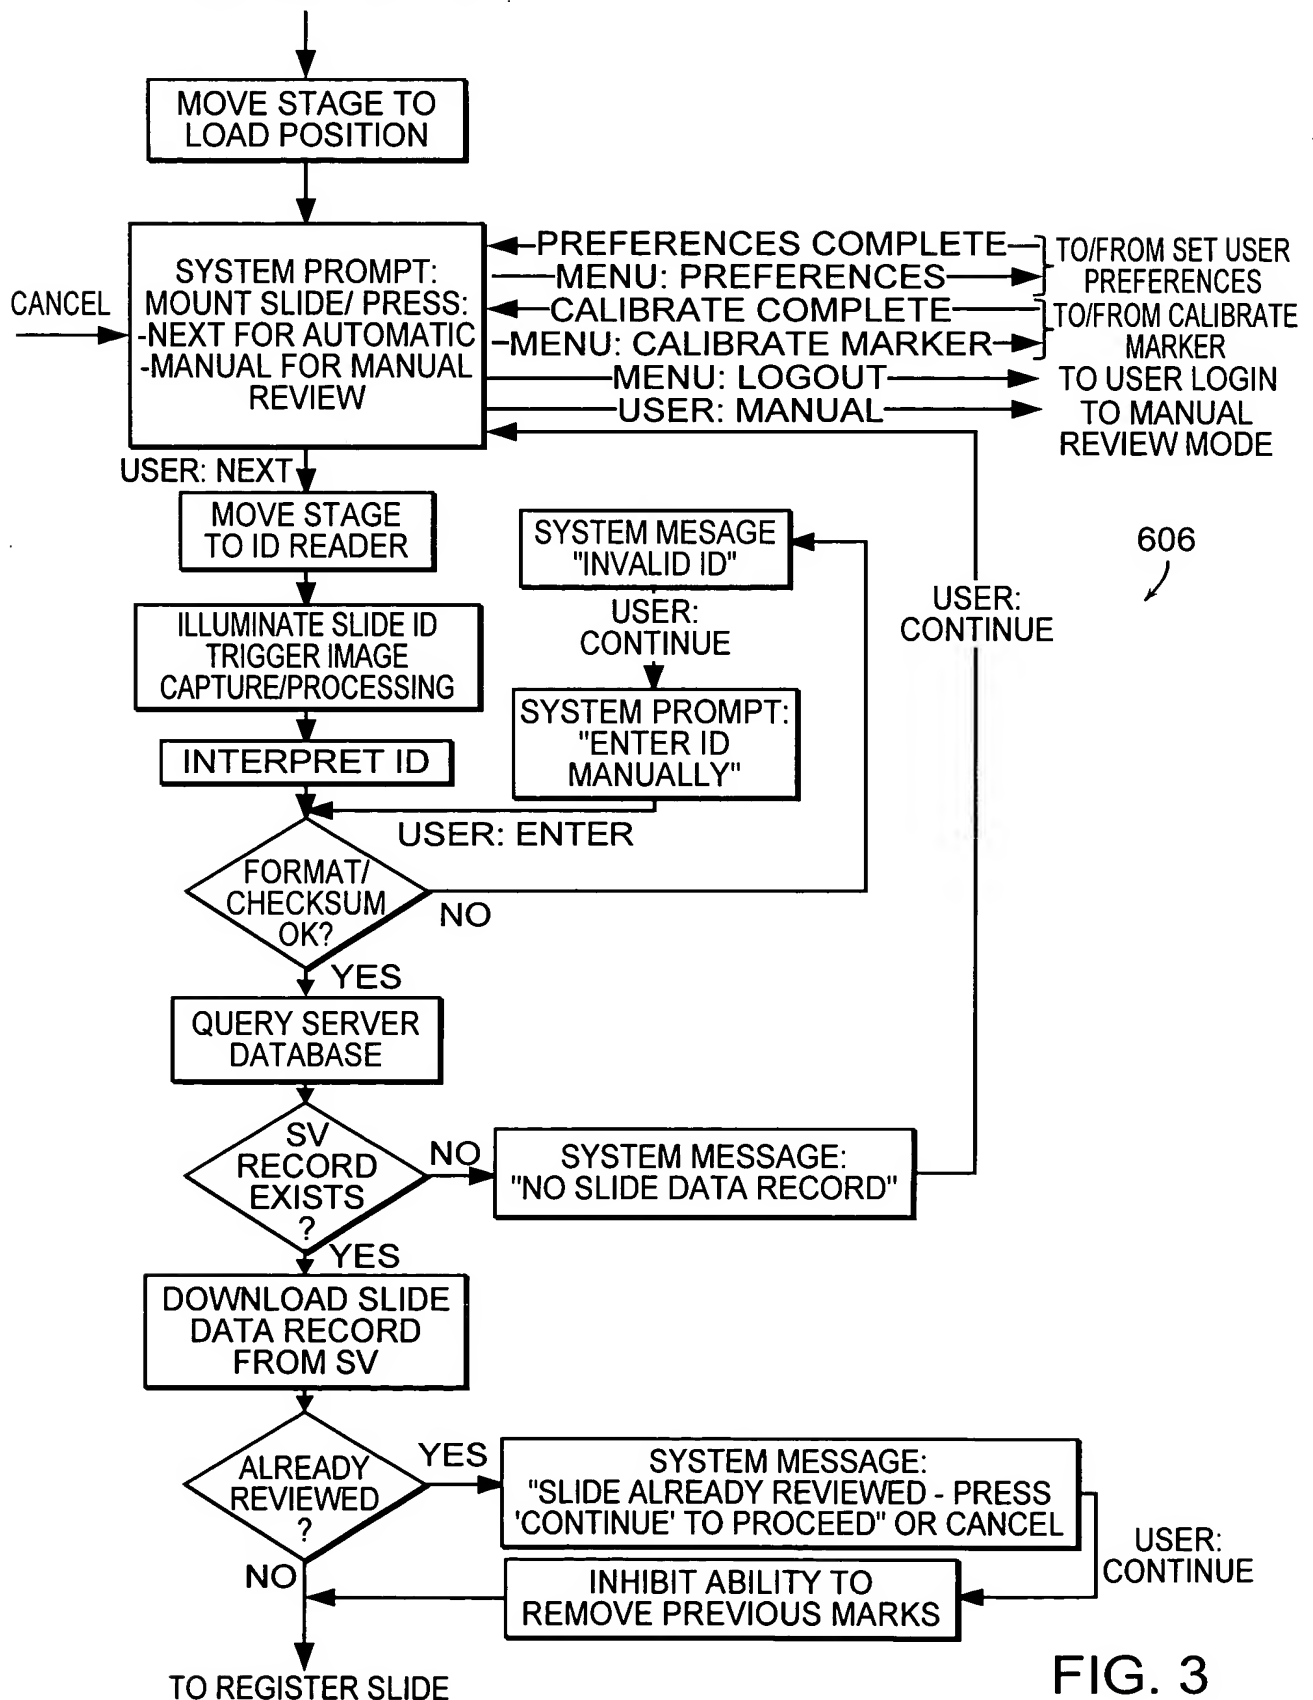 MOVE STAGE TO
LOAD POSITION
CANCEL
SYSTEM PROMPT:
MOUNT SLIDE/ PRESS:
-NEXT FOR AUTOMATIC
-MANUAL FOR MANUAL
REVIEW
PREFERENCES COMPLETE
MENU: PREFERENCES
TO/FROM SET USER
PREFERENCES
CALIBRATE COMPLETE
MENU: CALIBRATE MARKER
TO/FROM CALIBRATE
MARKER
MENU: LOGOUT
TO USER LOGIN
USER: MANUAL
TO MANUAL
REVIEW MODE
USER: NEXT
MOVE STAGE
TO ID READER
SYSTEM MESAGE
"INVALID ID"
606
USER:
CONTINUE
USER:
CONTINUE
ILLUMINATE SLIDE ID
TRIGGER IMAGE
CAPTURE/PROCESSING
SYSTEM PROMPT:
"ENTER ID
MANUALLY"
INTERPRET ID
USER: ENTER
FORMAT/
CHECKSUM
OK?
NO
YES
QUERY SERVER
DATABASE
SV
RECORD
EXISTS
?
NO
SYSTEM MESSAGE:
"NO SLIDE DATA RECORD"
YES
DOWNLOAD SLIDE
DATA RECORD
FROM SV
ALREADY
REVIEWED
?
YES
SYSTEM MESSAGE:
"SLIDE ALREADY REVIEWED - PRESS
'CONTINUE' TO PROCEED" OR CANCEL
USER:
CONTINUE
NO
INHIBIT ABILITY TO
REMOVE PREVIOUS MARKS
TO REGISTER SLIDE
FIG. 3